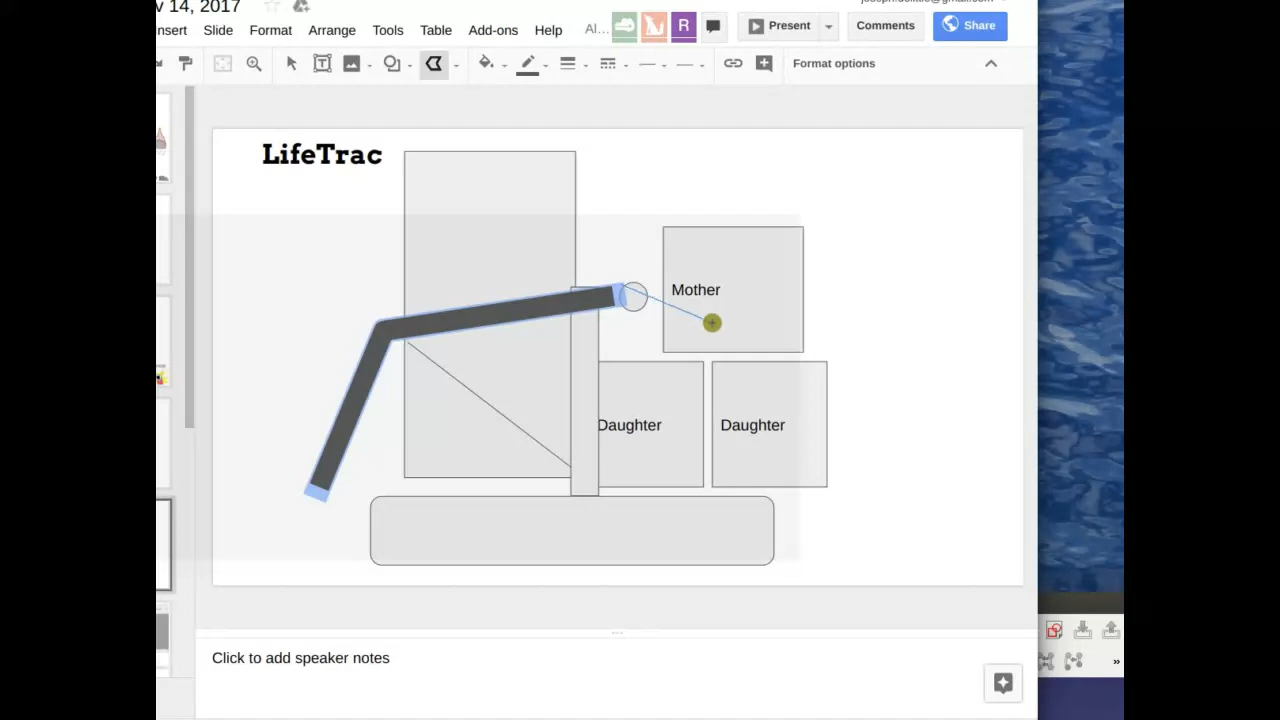 v 14, 2017
nsert Slide Format Arrange Tools Table Add-ons Help Al... R Present Comments Share
Format options
LifeTrac
Mother
Daughter Daughter
Click to add speaker notes